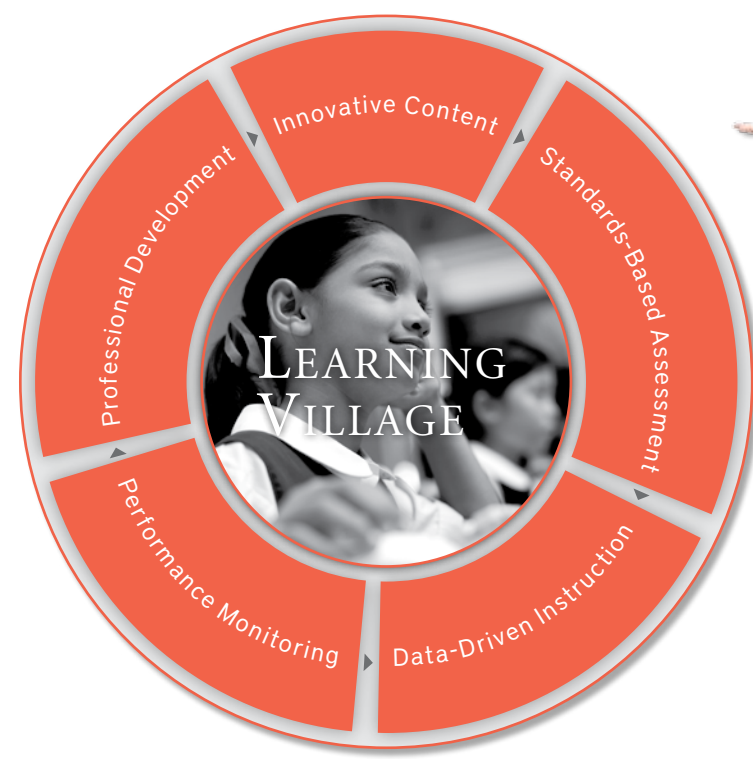 Innovative Content
Standards-Based Assessment
Data-Driven Instruction
Performance Monitoring
Professional Development
LEARNING
VILLAGE